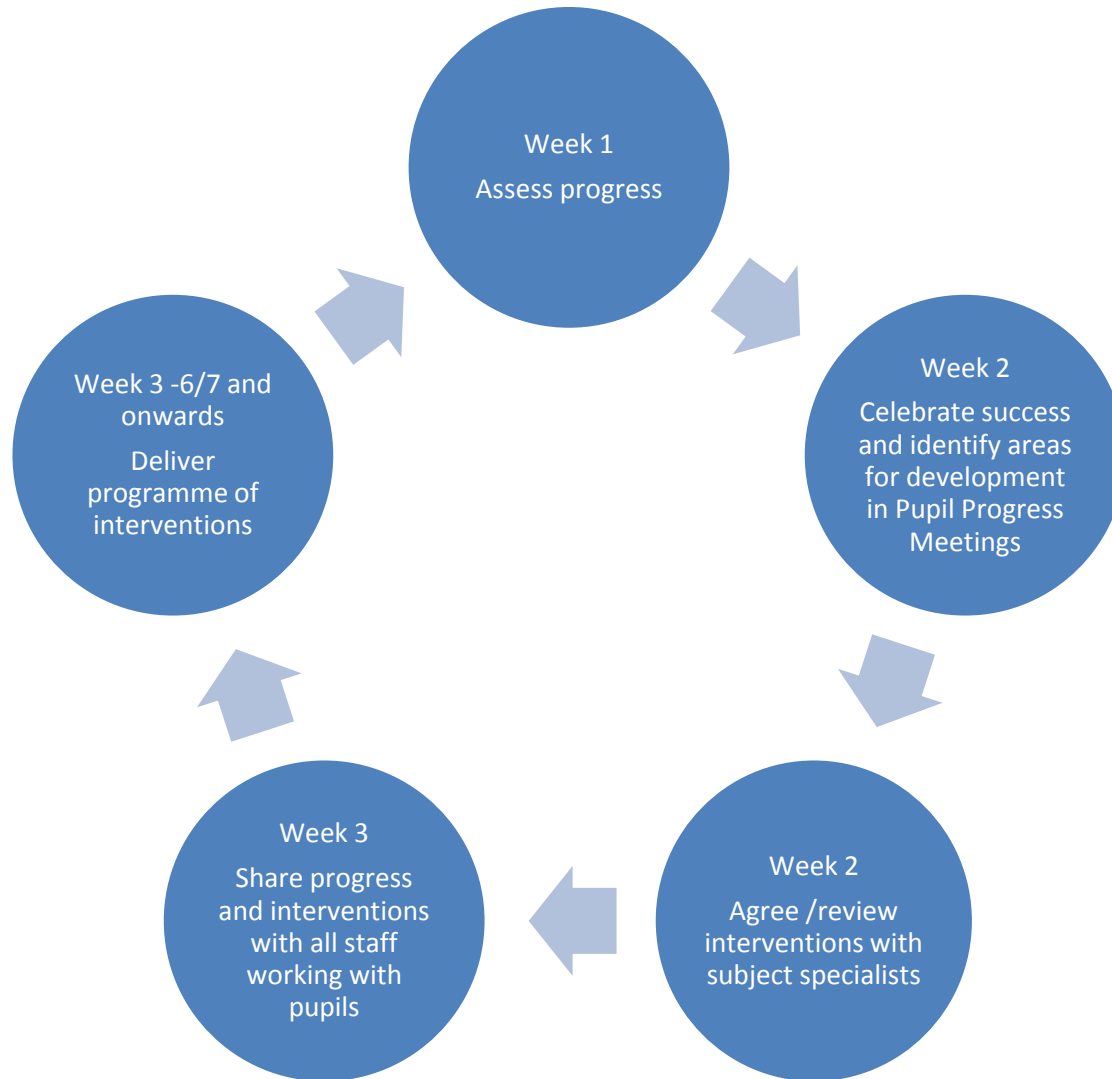 Week 1
Assess progress
Week 2
Celebrate success
and identify areas
for development
in Pupil Progress
Meetings
Week 2
Agree /review
interventions with
subject specialists
Week 3
Share progress
and interventions
with all staff
working with
pupils
Week 3 -6/7 and
onwards
Deliver
programme of
interventions